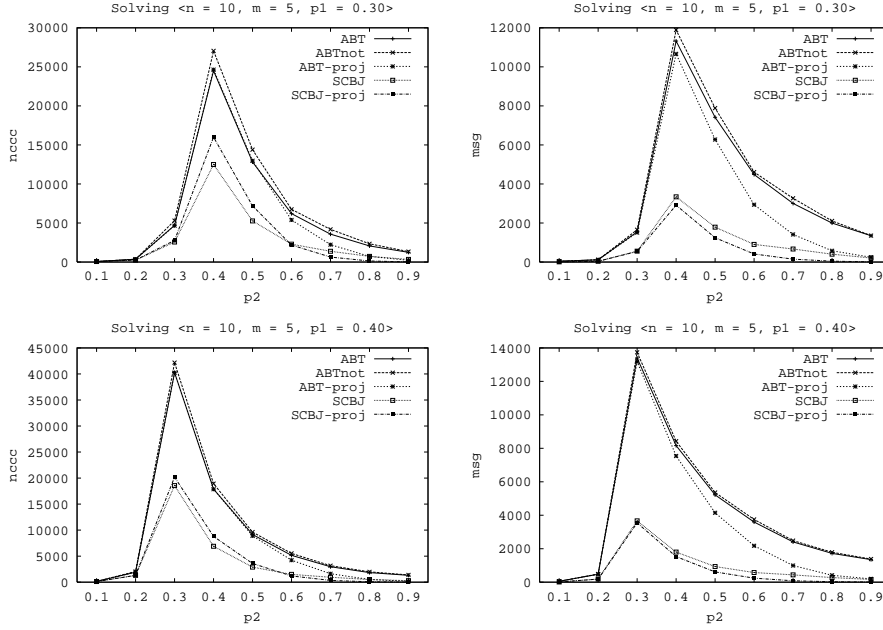 Solving <n = 10, m = 5, p1 = 0.30>
nccc
30000
25000
20000
15000
10000
5000
0
0.1 0.2 0.3 0.4 0.5 0.6 0.7 0.8 0.9
p2
ABT
ABTnot
ABT-proj
SCBJ
SCBJ-proj
Solving <n = 10, m = 5, p1 = 0.30>
msg
12000
10000
8000
6000
4000
2000
0
0.1 0.2 0.3 0.4 0.5 0.6 0.7 0.8 0.9
p2
ABT
ABTnot
ABT-proj
SCBJ
SCBJ-proj
Solving <n = 10, m = 5, p1 = 0.40>
nccc
45000
40000
35000
30000
25000
20000
15000
10000
5000
0
0.1 0.2 0.3 0.4 0.5 0.6 0.7 0.8 0.9
p2
ABT
ABTnot
ABT-proj
SCBJ
SCBJ-proj
Solving <n = 10, m = 5, p1 = 0.40>
msg
14000
12000
10000
8000
6000
4000
2000
0
0.1 0.2 0.3 0.4 0.5 0.6 0.7 0.8 0.9
p2
ABT
ABTnot
ABT-proj
SCBJ
SCBJ-proj